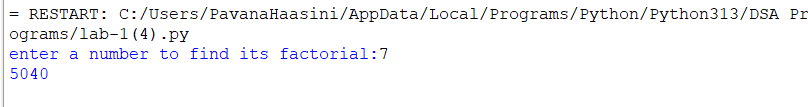 = RESTART: C:/Users/PavanaHaasini/AppData/Local/Programs/Python/Python313/DSA Pr
ograms/lab-1(4).py
enter a number to find its factorial:7
5040